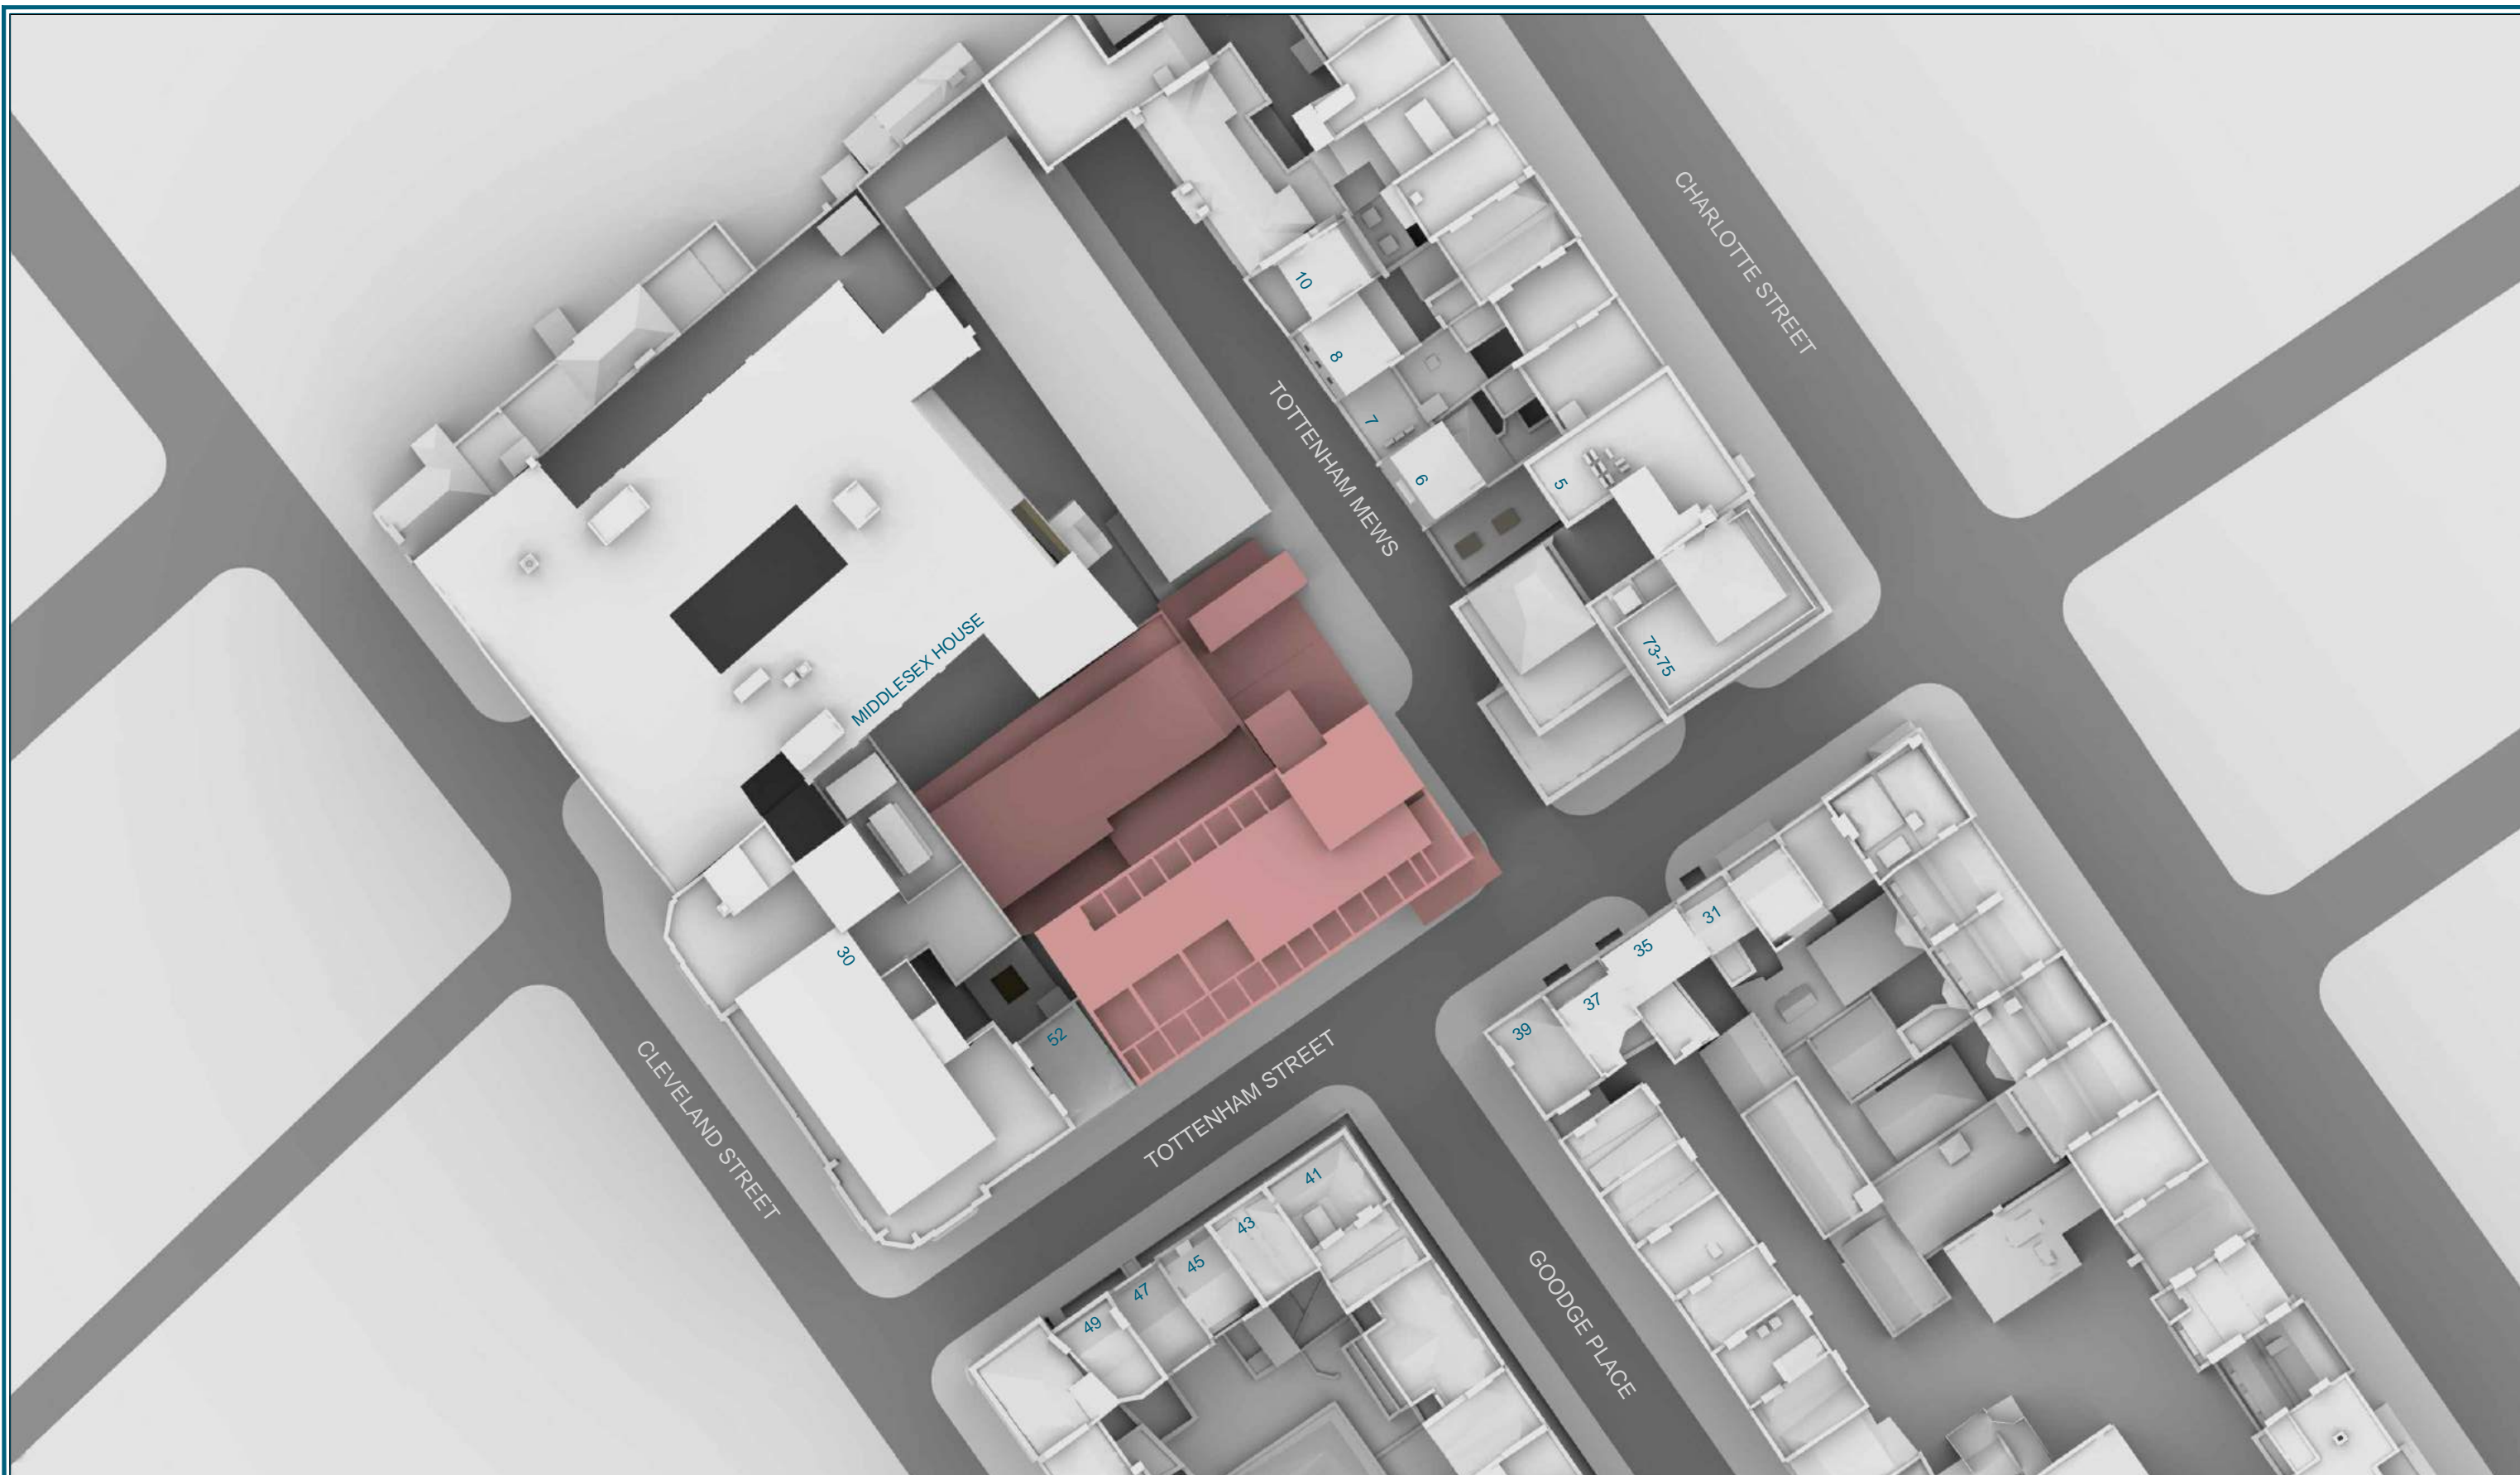 CHARLOTTE STREET
10
8
7
6
5
TOTTENHAM MEWS
MIDDLESEX HOUSE
73-75
30
52
31
35
37
39
CLEVELAND STREET
TOTTENHAM STREET
41
43
45
47
49
GOODGE PLACE